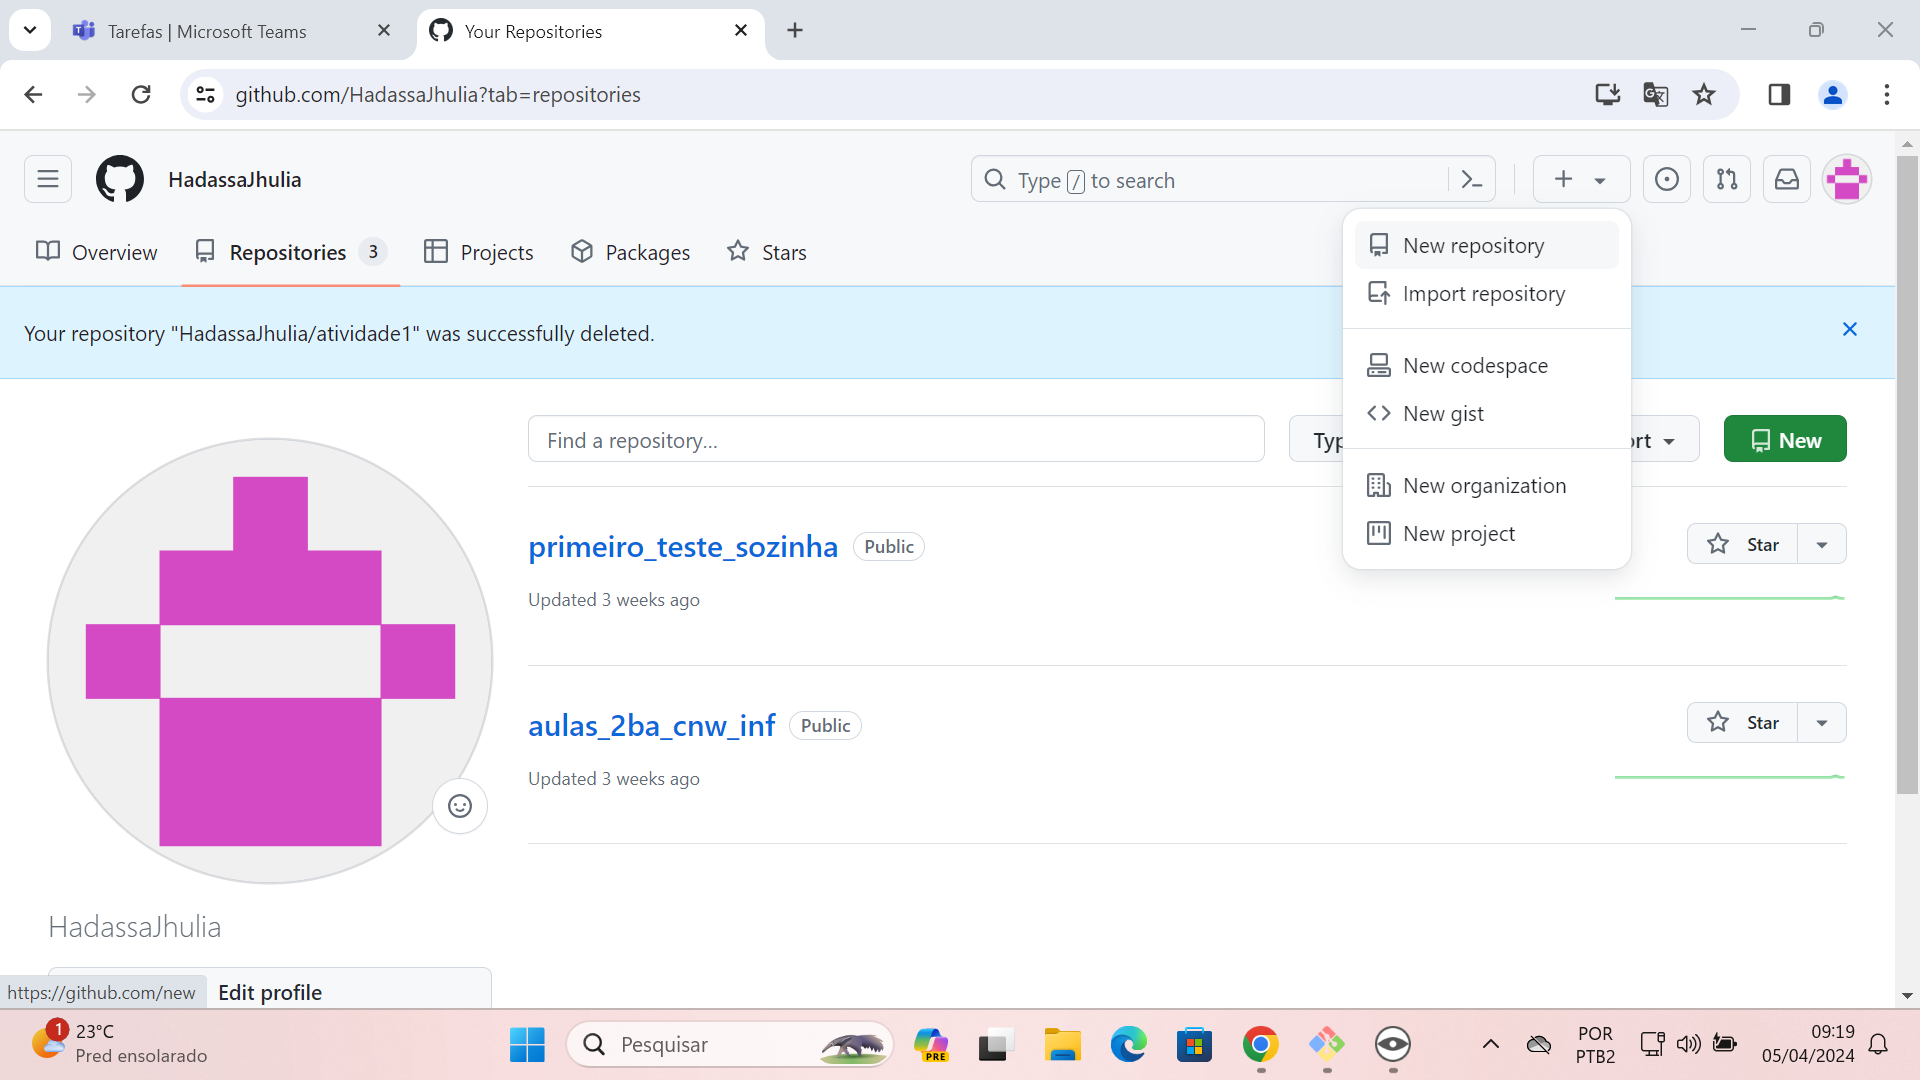 Tarefas | Microsoft Teams
Your Repositories
github.com/HadassaJhulia?tab=repositories
HadassaJhulia
Type / to search
Overview
Repositories 3
Projects
Packages
Stars
New repository
Import repository
New codespace
New gist
New organization
New project
Your repository "HadassaJhulia/atividade1" was successfully deleted.
Find a repository...
Typ
rt
New
primeiro_teste_sozinha Public
Star
Updated 3 weeks ago
aulas_2ba_cnw_inf Public
Star
Updated 3 weeks ago
HadassaJhulia
Edit profile
https://github.com/new
1
23°C
Pred ensolarado
Pesquisar
PRE
POR
PTB2
09:19
05/04/2024